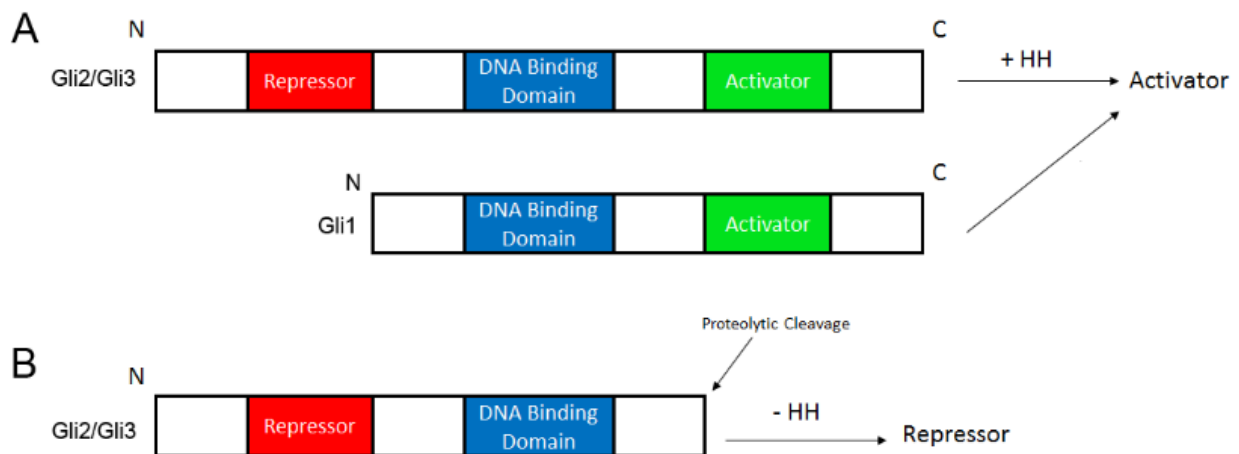 A
N
C
Gli2/Gli3
Repressor
DNA Binding
Domain
Activator
+ HH
Activator
N
C
Gli1
DNA Binding
Domain
Activator
Proteolytic Cleavage
B
N
Gli2/Gli3
Repressor
DNA Binding
Domain
- HH
Repressor